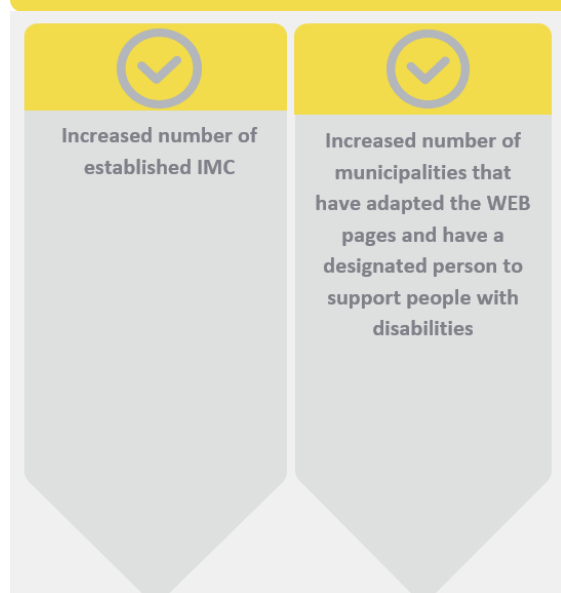 Increased number of
established IMC
Increased number of
municipalities that
have adapted the WEB
pages and have a
designated person to
support people with
disabilities